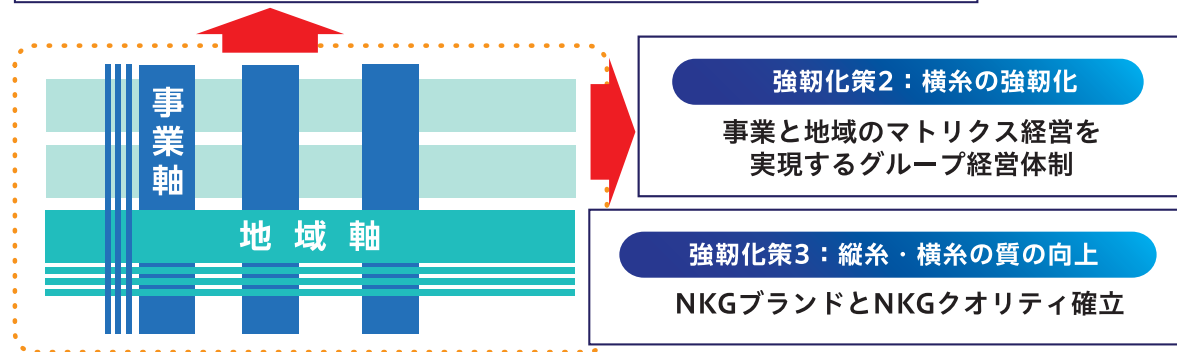 事業軸
地域軸
強靭化策2：横糸の強靭化
事業と地域のマトリクス経営を
実現するグループ経営体制
強靭化策3：縦糸・横糸の質の向上
NKGブランドとNKGクオリティ確立